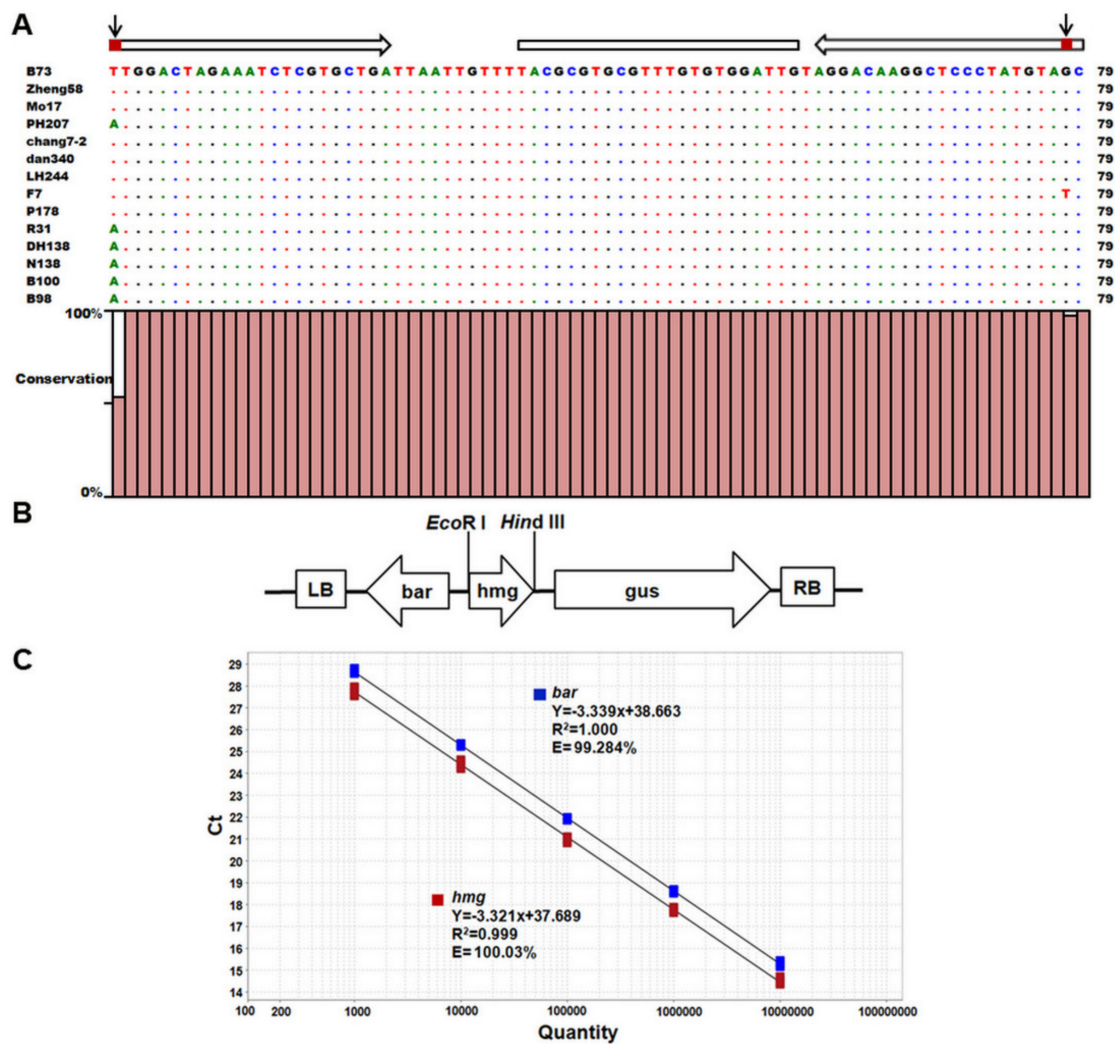 A
B73 TTGGACTAGAAATCTCGTGCTGATTAATTGTTTTACGCGTGCGTTTGTGTGGATTGTAGGACAAGGCTCCCTATGTAGC 79
Zheng58 ............................................................................... 79
Mo17 ............................................................................... 79
PH207 A.............................................................................. 79
chang7-2 ............................................................................... 79
dan340 ............................................................................... 79
LH244 ............................................................................... 79
F7 .............................................................................T. 79
P178 ............................................................................... 79
R31 A.............................................................................. 79
DH138 A.............................................................................. 79
N138 A.............................................................................. 79
B100 A.............................................................................. 79
B98 A.............................................................................. 79
100%
Conservation
0%
B
EcoR I HindIII
LB bar hmg gus RB
C
29
28
27
26
25
24
23
22
21
20
19
18
17
16
15
14
Ct
bar
Y=-3.339x+38.663
R²=1.000
E= 99.284%
hmg
Y=-3.321x+37.689
R²=0.999
E= 100.03%
100 200 1000 10000 100000 1000000 10000000 100000000
Quantity